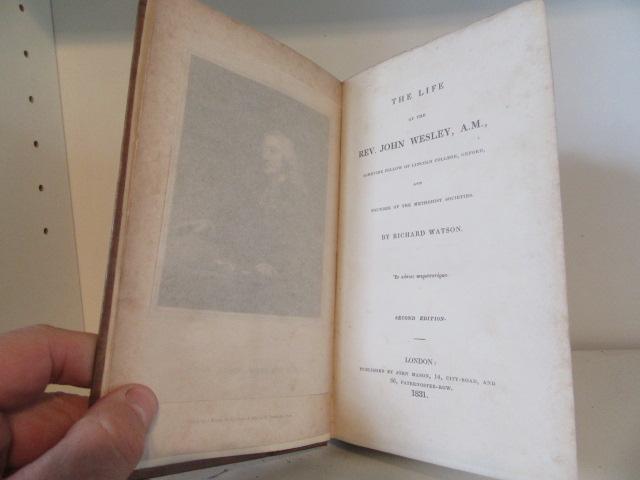 THE LIFE
OF THE
REV. JOHN WESLEY, A.M.,
SOMETIME FELLOW OF LINCOLN COLLEGE, OXFORD,
AND
FOUNDER OF THE METHODIST SOCIETIES.
BY RICHARD WATSON.
SECOND EDITION.
LONDON:
PUBLISHED BY JOHN MASON, 14, CITY-ROAD, AND
66, PATERNOSTER-ROW.
1831.